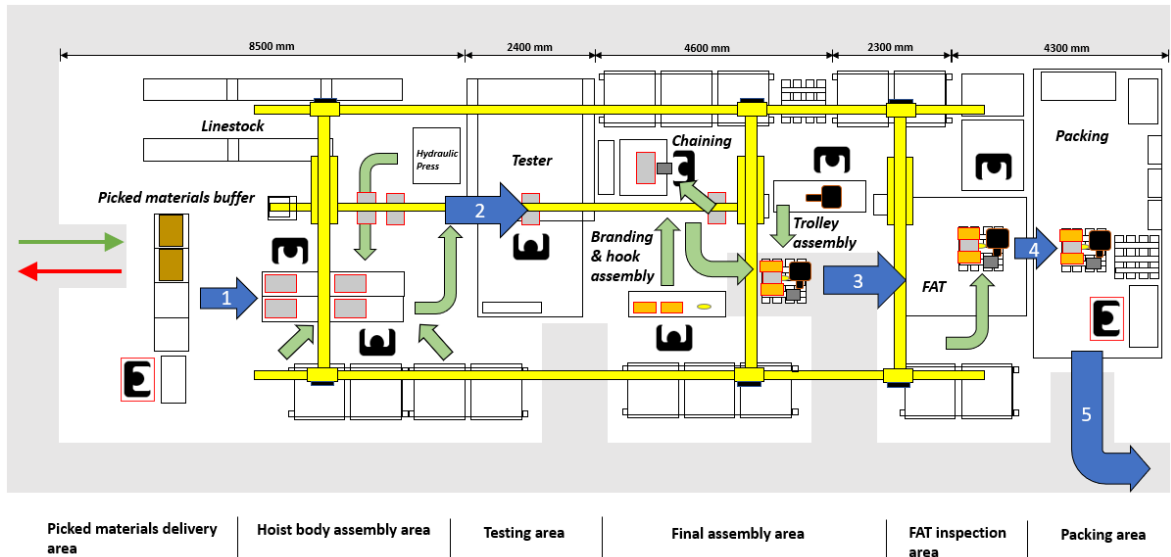 8500 mm
2400 mm
4600 mm
2300 mm
4300 mm
Linestock
Hydraulic
Press
Tester
Chaining
Packing
Picked materials buffer
2
Branding
& hook
assembly
Trolley
assembly
1
3
FAT
4
5
Picked materials delivery
area
Hoist body assembly area
Testing area
Final assembly area
FAT inspection
area
Packing area